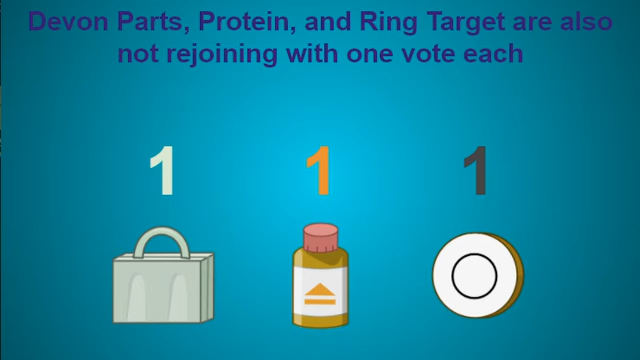 Devon Parts, Protein, and Ring Target are also
not rejoining with one vote each
1 1 1